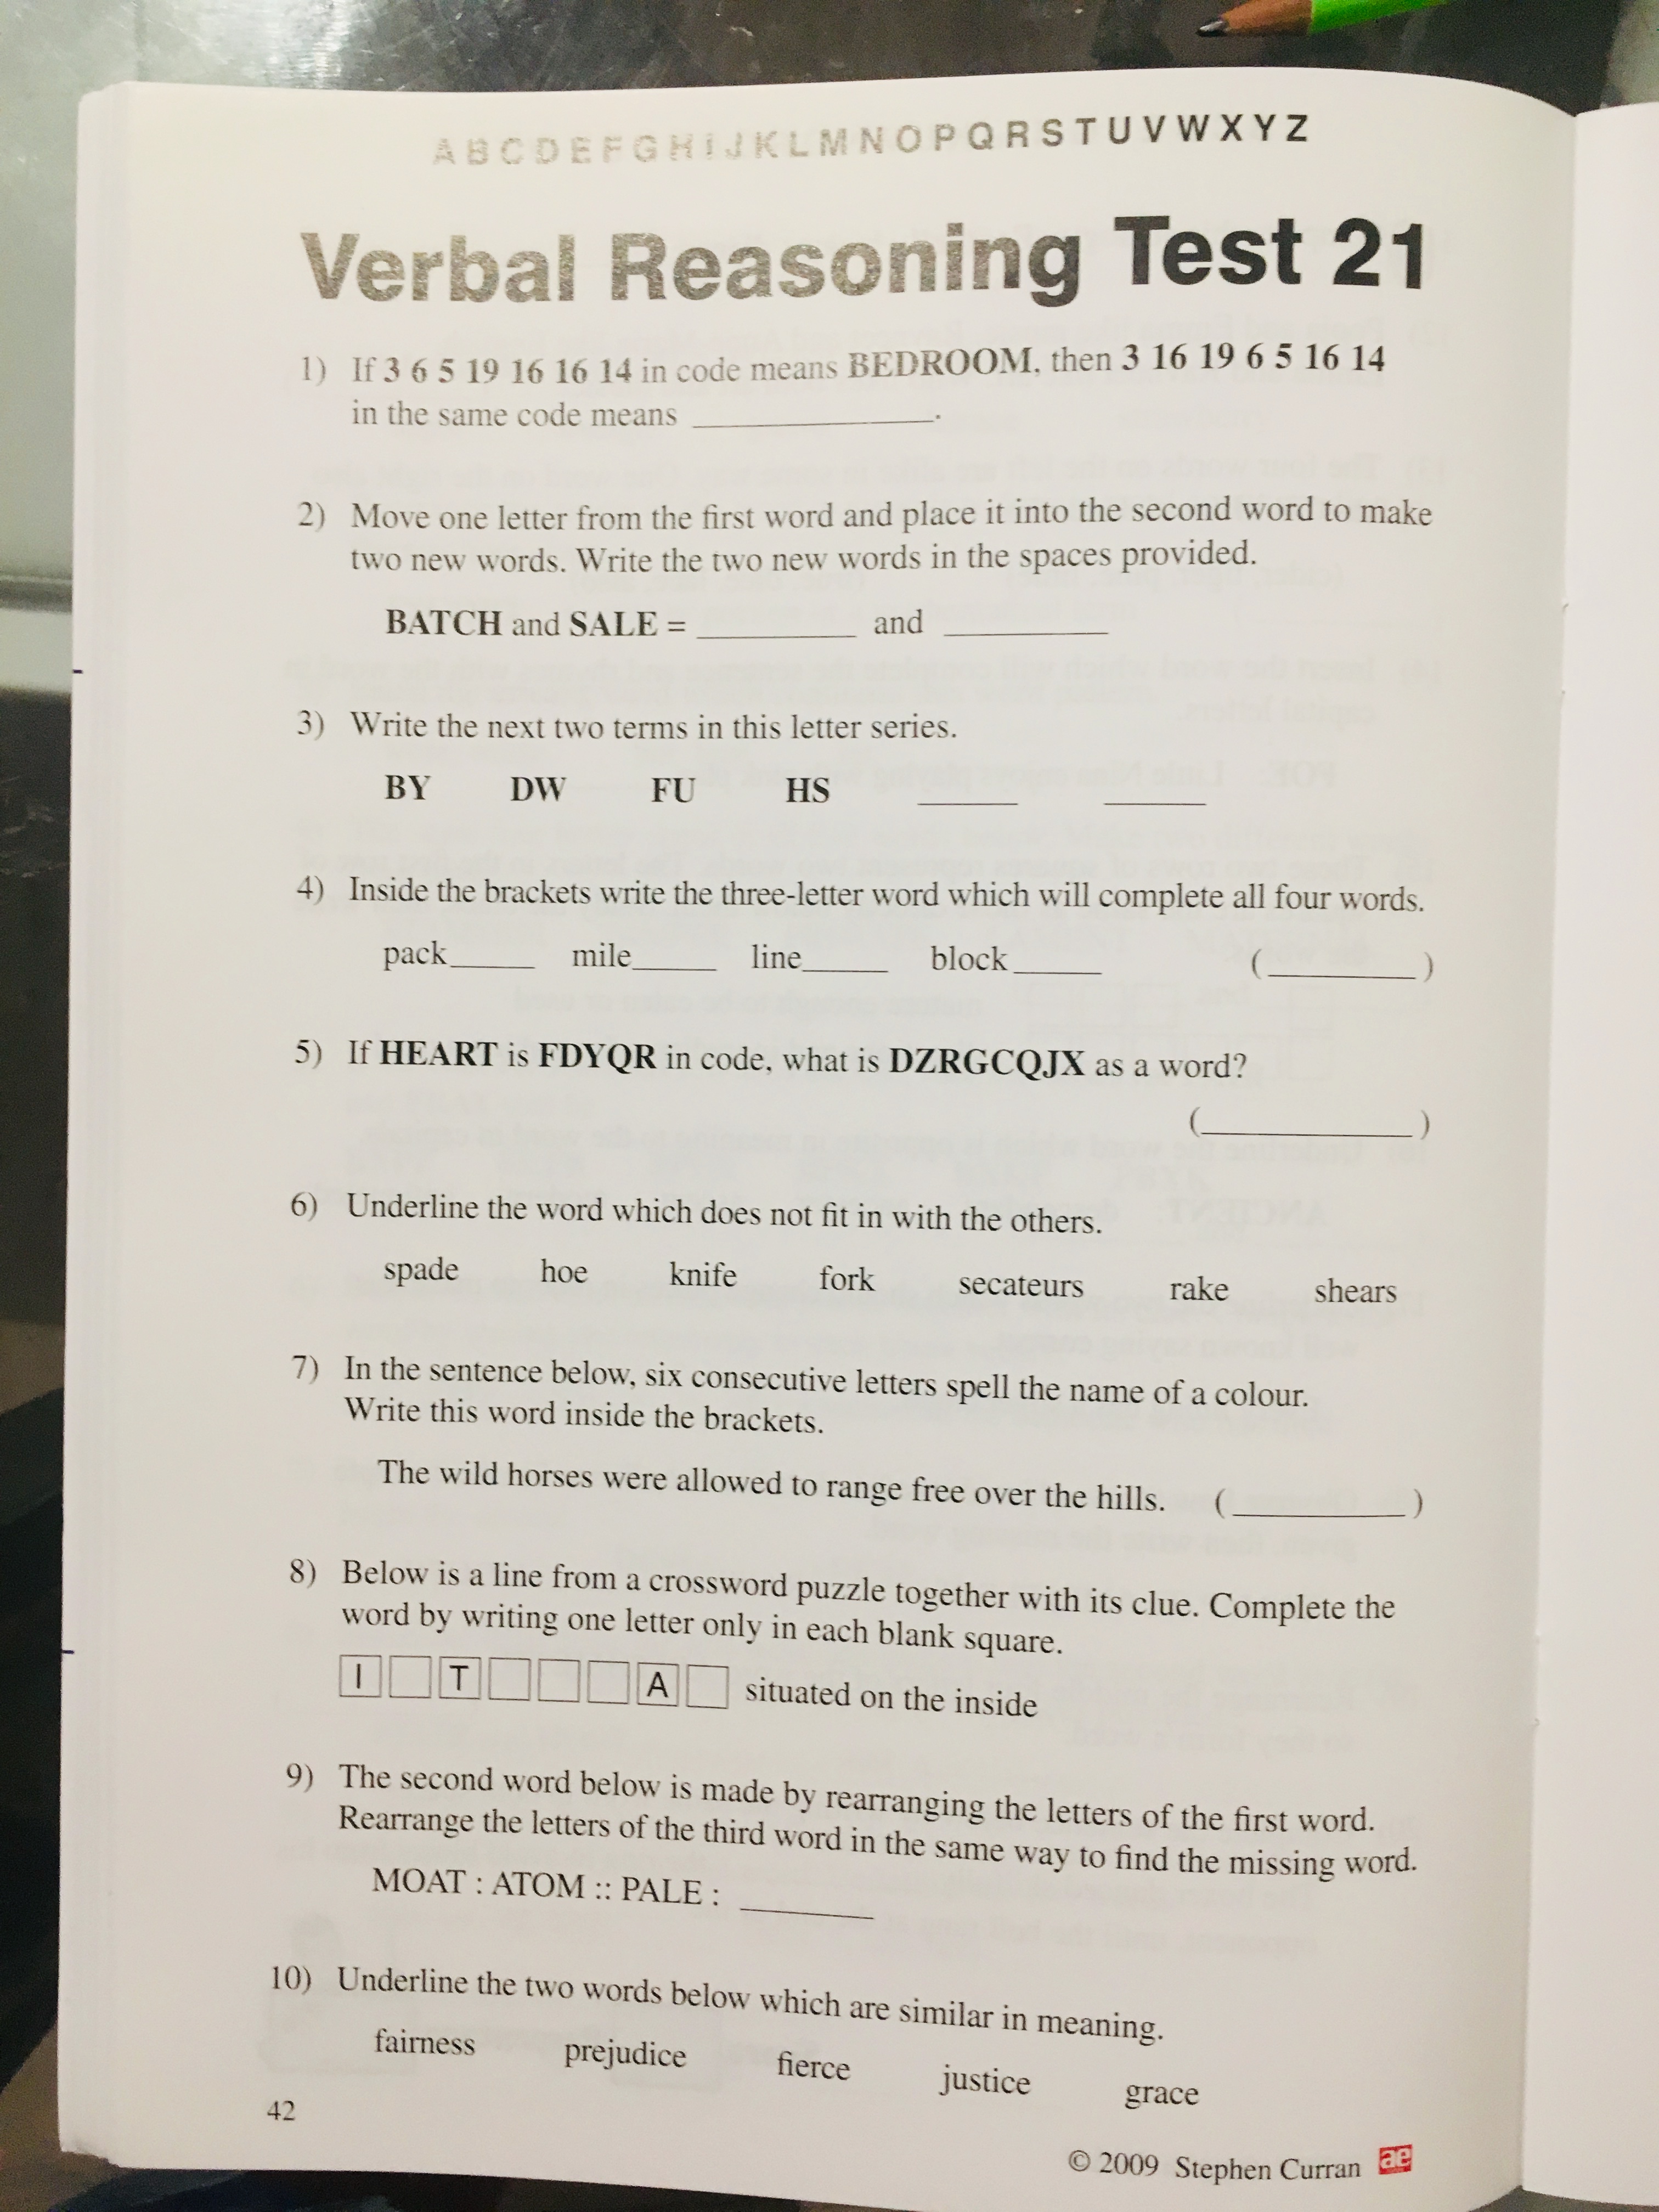 A B C D E F G H I J K L M N O P Q R S T U V W X Y Z
Verbal Reasoning Test 21
1) If 3 6 5 19 16 16 14 in code means BEDROOM, then 3 16 19 6 5 16 14
in the same code means ____________.
2) Move one letter from the first word and place it into the second word to make
two new words. Write the two new words in the spaces provided.
BATCH and SALE = ________ and ________
3) Write the next two terms in this letter series.
BY DW FU HS _____ _____
4) Inside the brackets write the three-letter word which will complete all four words.
pack____ mile____ line____ block____ (_______)
5) If HEART is FDYQR in code, what is DZRGCQJX as a word?
(__________)
6) Underline the word which does not fit in with the others.
spade hoe knife fork secateurs rake shears
7) In the sentence below, six consecutive letters spell the name of a colour.
Write this word inside the brackets.
The wild horses were allowed to range free over the hills. (________)
8) Below is a line from a crossword puzzle together with its clue. Complete the
word by writing one letter only in each blank square.
I T A situated on the inside
9) The second word below is made by rearranging the letters of the first word.
Rearrange the letters of the third word in the same way to find the missing word.
MOAT : ATOM :: PALE : _______
10) Underline the two words below which are similar in meaning.
fairness prejudice fierce justice grace
42
© 2009 Stephen Curran ae